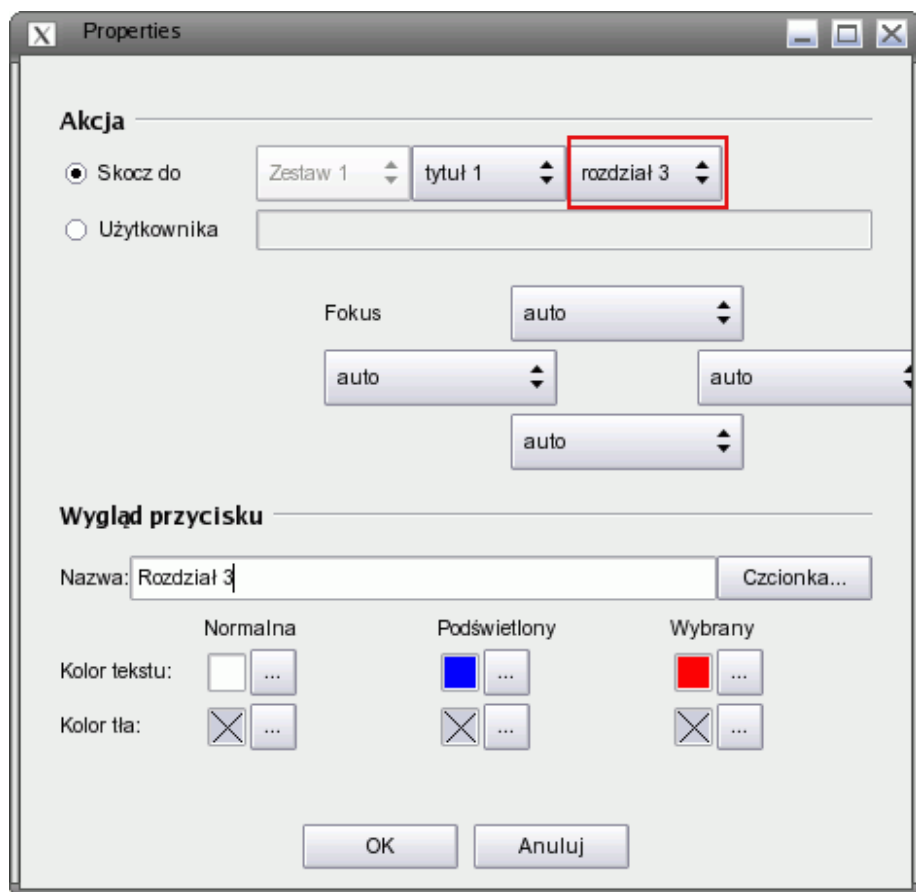 Properties
Akcja
Skocz do Zestaw 1 tytuł 1 rozdział 3
Użytkownika
Fokus auto
auto auto
auto
Wygląd przycisku
Nazwa: Rozdział 3 Czcionka...
Normalna Podświetlony Wybrany
Kolor tekstu: ... ... ...
Kolor tła: ... ... ...
OK Anuluj